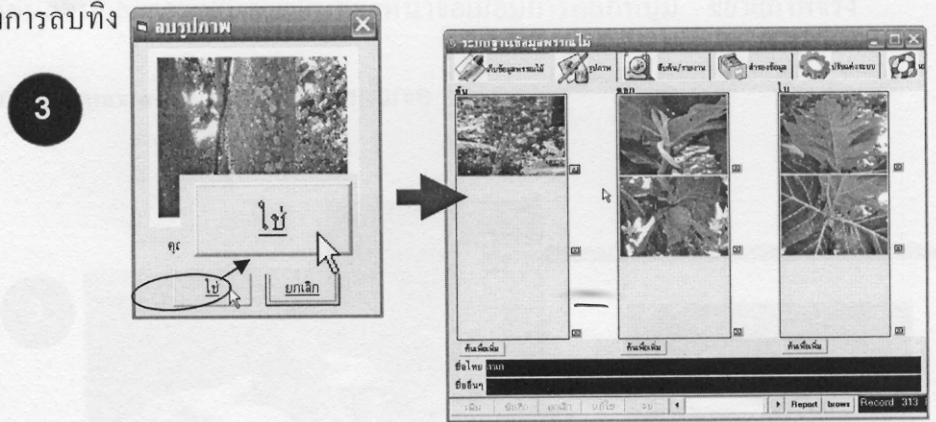 การลบทิ้ง
3
ลบรูปภาพ
ใช่
ใช่
ยกเลิก
ระบบฐานข้อมูลพรรณไม้
เก็บข้อมูลพรรณไม้ รูปภาพ สืบค้น/รายงาน สำรองข้อมูล ปรับแต่งระบบ
ต้น ดอก ใบ
ค้นเพื่อเพิ่ม ค้นเพื่อเพิ่ม ค้นเพื่อเพิ่ม
ชื่อไทย
ชื่ออื่นๆ
เพิ่ม บันทึก ยกเลิก แก้ไข ลบ Report brows Record 313